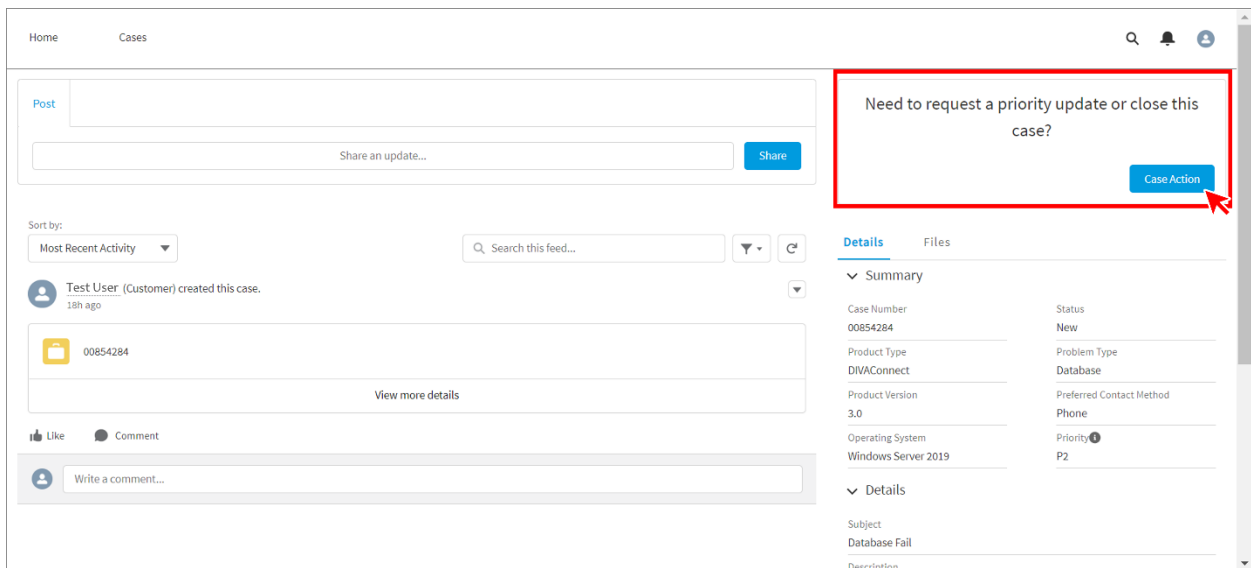 Home Cases
Post
Share an update...
Share
Sort by:
Most Recent Activity
Search this feed...
Test User (Customer) created this case.
18h ago
00854284
View more details
Like Comment
Write a comment...
Need to request a priority update or close this
case?
Case Action
Details Files
Summary
Case Number Status
00854284 New
Product Type Problem Type
DIVAConnect Database
Product Version Preferred Contact Method
3.0 Phone
Operating System Priority
Windows Server 2019 P2
Details
Subject
Database Fail
Description